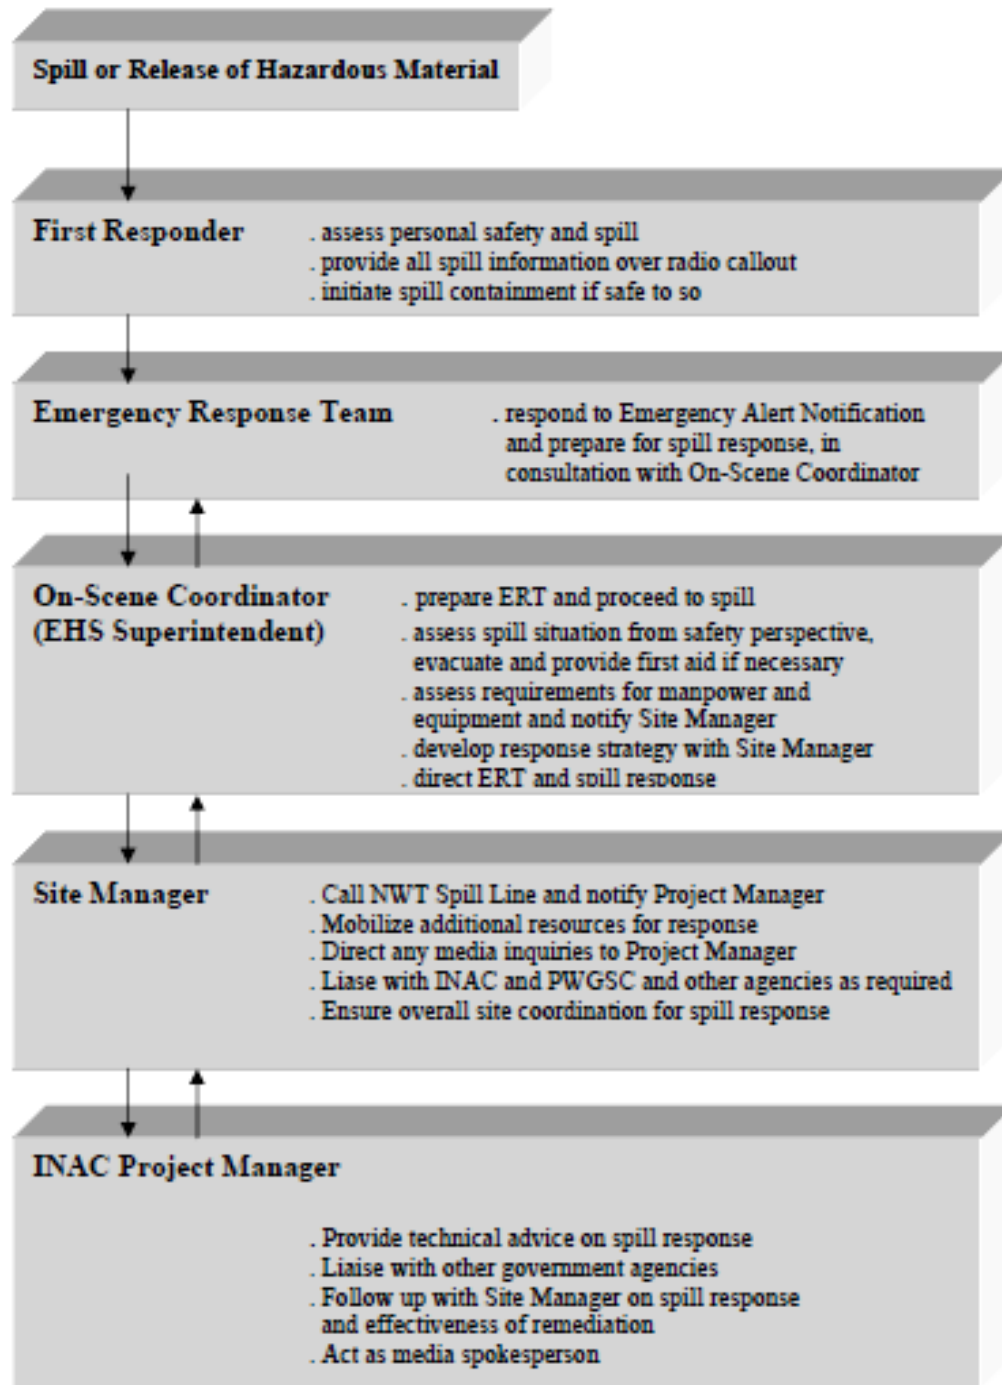 Spill or Release of Hazardous Material
First Responder
. assess personal safety and spill
. provide all spill information over radio callout
. initiate spill containment if safe to so
Emergency Response Team
. respond to Emergency Alert Notification
and prepare for spill response, in
consultation with On-Scene Coordinator
On-Scene Coordinator
(EHS Superintendent)
. prepare ERT and proceed to spill
. assess spill situation from safety perspective,
evacuate and provide first aid if necessary
. assess requirements for manpower and
equipment and notify Site Manager
. develop response strategy with Site Manager
. direct ERT and spill response
Site Manager
. Call NWT Spill Line and notify Project Manager
. Mobilize additional resources for response
. Direct any media inquiries to Project Manager
. Liase with INAC and PWGSC and other agencies as required
. Ensure overall site coordination for spill response
INAC Project Manager
. Provide technical advice on spill response
. Liaise with other government agencies
. Follow up with Site Manager on spill response
and effectiveness of remediation
. Act as media spokesperson